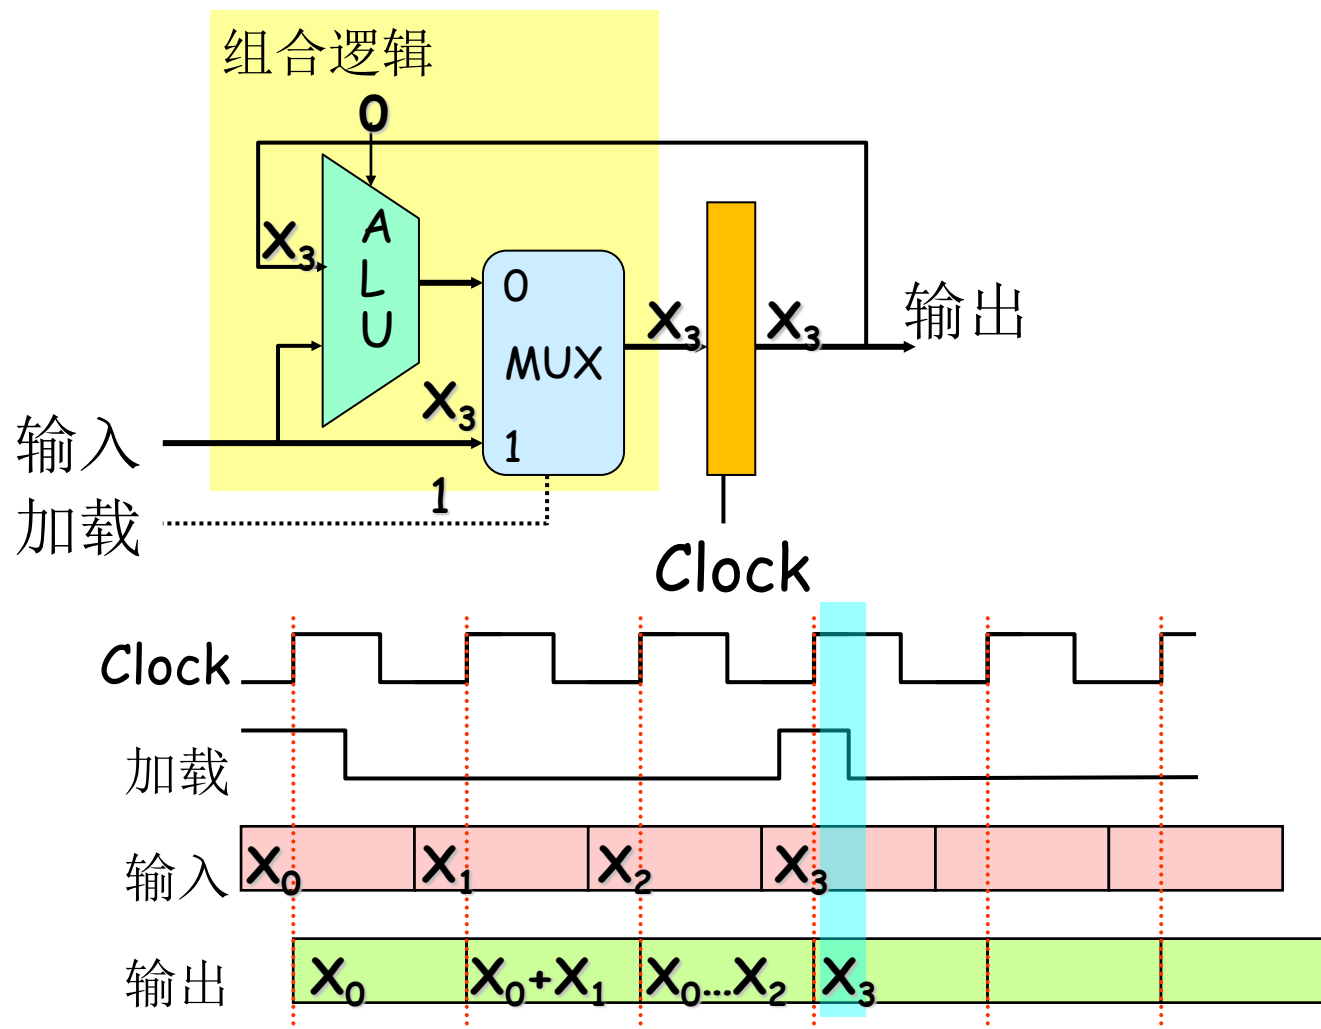 组合逻辑
0
A
L
U
X₃
0
MUX
1
X₃
X₃
X₃
输出
输入
加载
1
Clock
Clock
加载
输入 X₀ X₁ X₂ X₃
输出 X₀ X₀+X₁ X₀...X₂ X₃